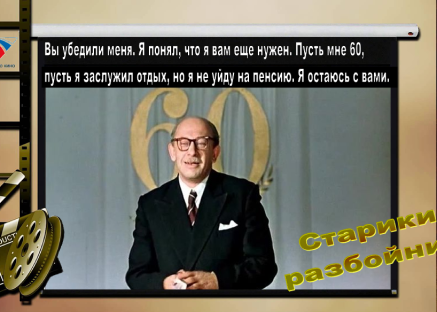 Вы убедили меня. Я понял, что я вам еще нужен. Пусть мне 60,
пусть я заслужил отдых, но я не уйду на пенсию. Я остаюсь с вами.
60
Старики
разбойни